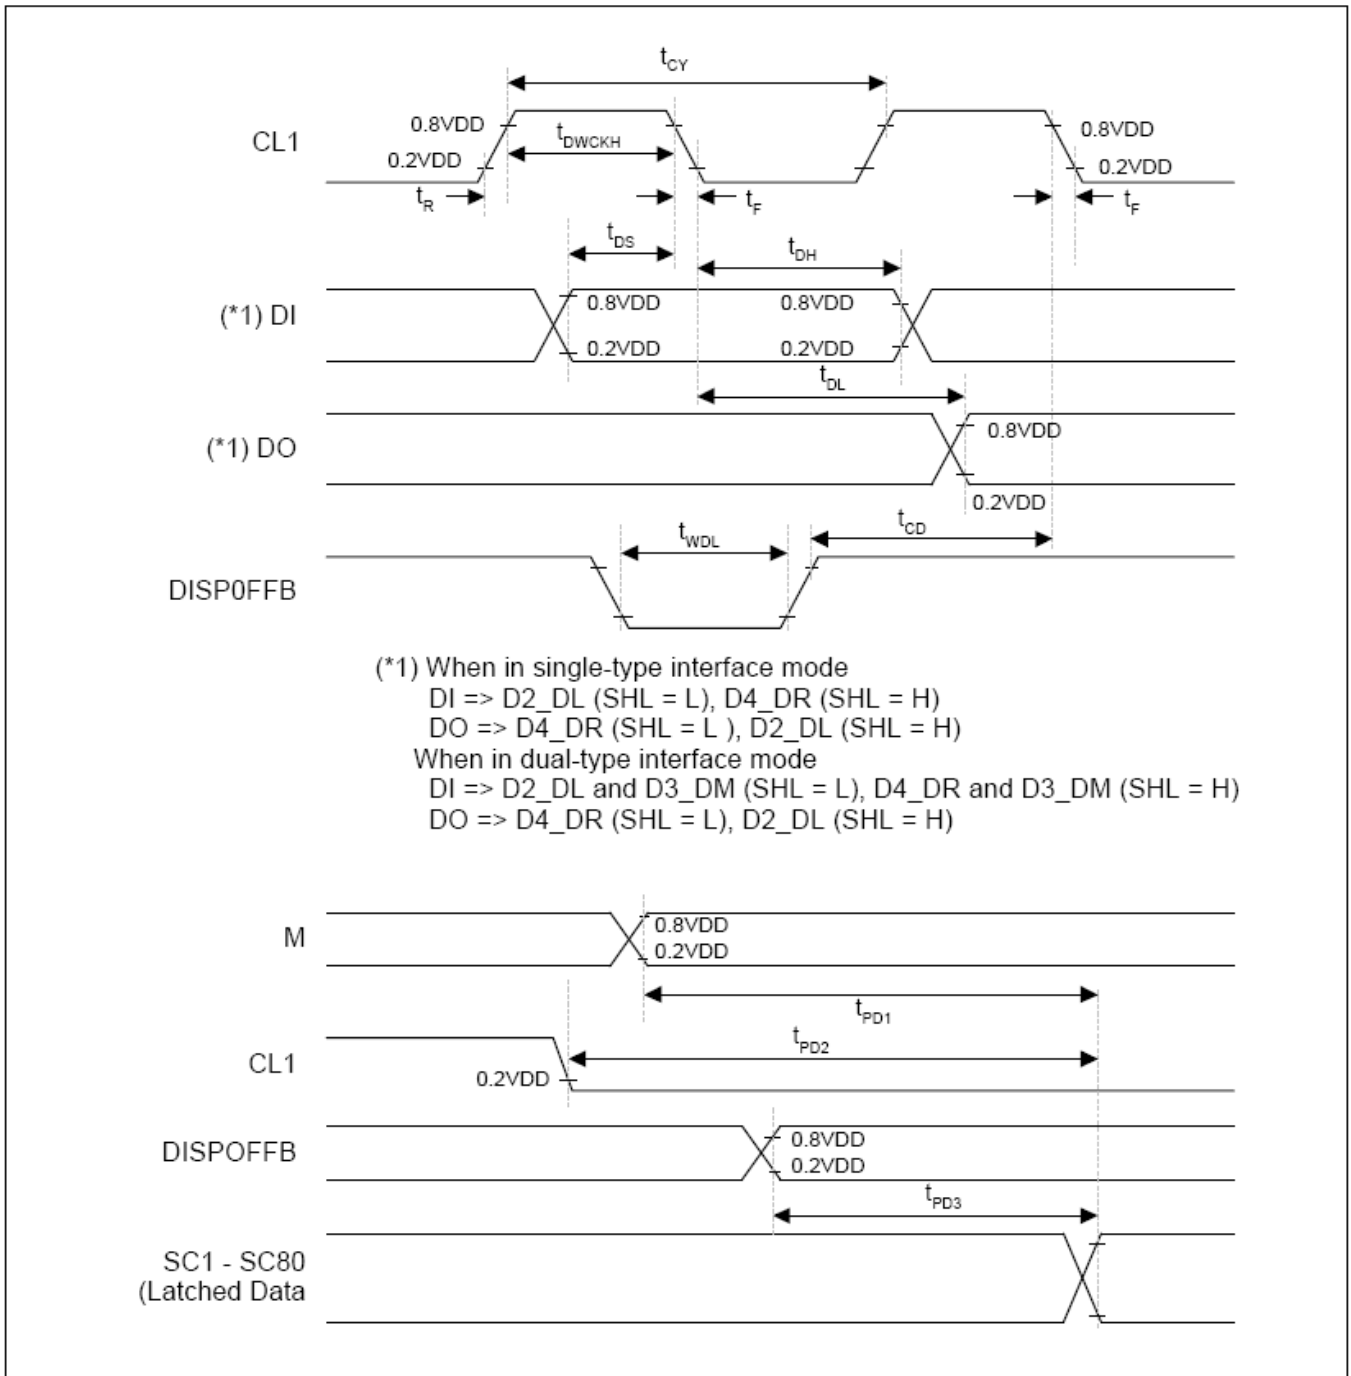 tCY
CL1
0.8VDD
tDWCKH
0.8VDD
0.2VDD
0.2VDD
tR
tF
tF
tDS
tDH
(*1) DI
0.8VDD
0.8VDD
0.2VDD
0.2VDD
tDL
(*1) DO
0.8VDD
0.2VDD
tCD
tWDL
DISP0FFB
(*1) When in single-type interface mode
DI => D2_DL (SHL = L), D4_DR (SHL = H)
DO => D4_DR (SHL = L ), D2_DL (SHL = H)
When in dual-type interface mode
DI => D2_DL and D3_DM (SHL = L), D4_DR and D3_DM (SHL = H)
DO => D4_DR (SHL = L), D2_DL (SHL = H)
M
0.8VDD
0.2VDD
tPD1
tPD2
CL1
0.2VDD
DISPOFFB
0.8VDD
0.2VDD
tPD3
SC1 - SC80
(Latched Data